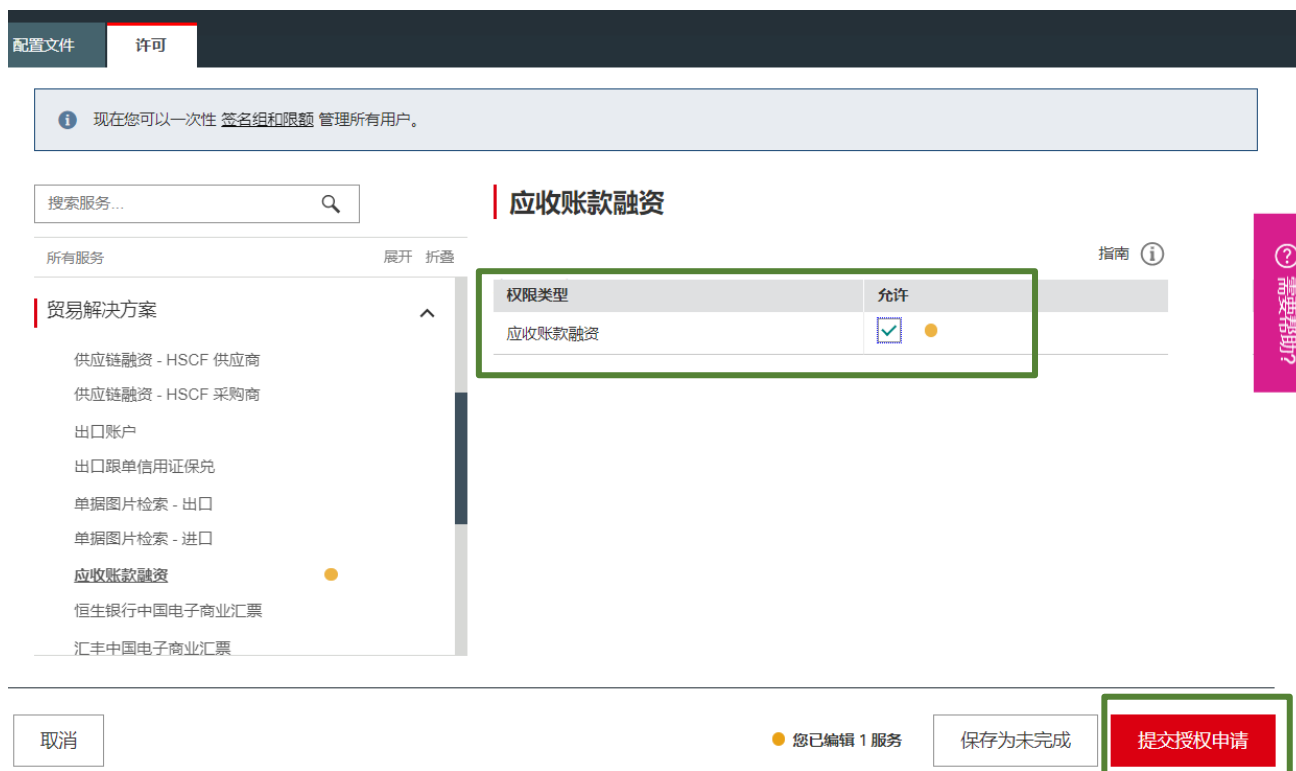 配置文件
许可
现在您可以一次性 签名组和限额 管理所有用户。
搜索服务...
所有服务
展开 折叠
贸易解决方案
供应链融资 - HSCF 供应商
供应链融资 - HSCF 采购商
出口账户
出口跟单信用证保兑
单据图片检索 - 出口
单据图片检索 - 进口
应收账款融资
恒生银行中国电子商业汇票
汇丰中国电子商业汇票
应收账款融资
指南
权限类型 允许
应收账款融资
需要帮助?
取消
您已编辑 1 服务
保存为未完成
提交授权申请